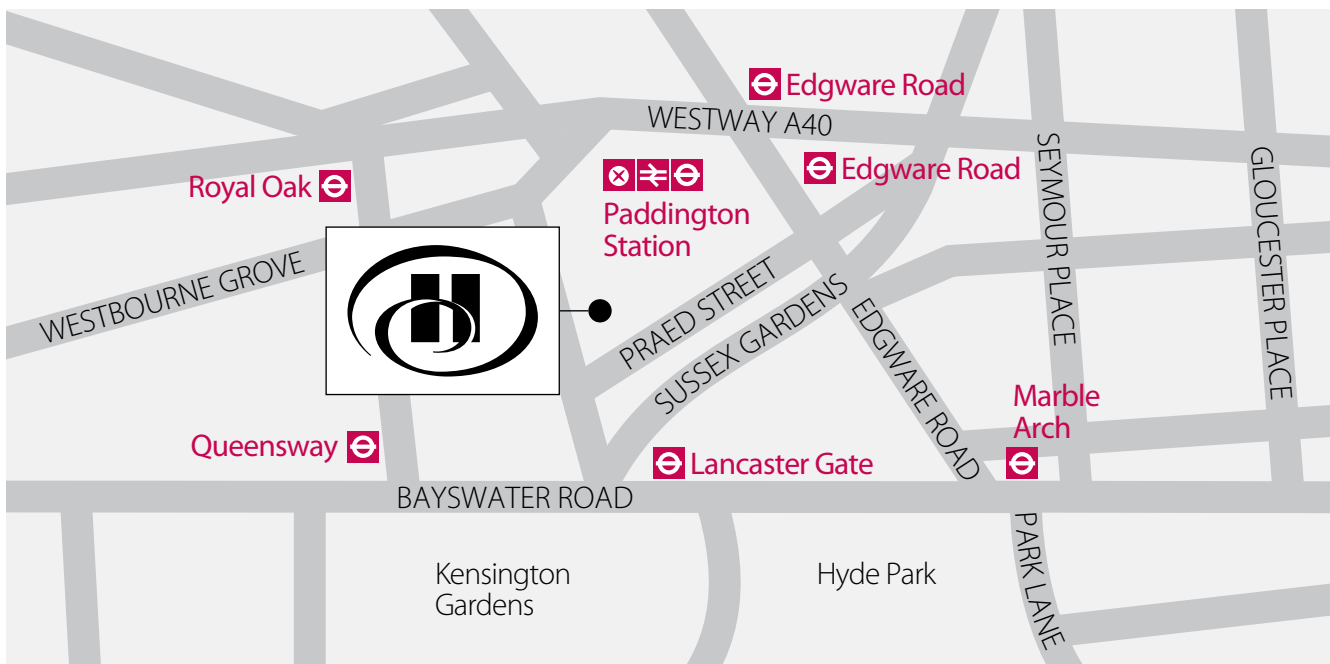 Edgware Road
WESTWAY A40
Edgware Road
Royal Oak
Paddington
Station
SEYMOUR PLACE
GLOUCESTER PLACE
WESTBOURNE GROVE
H
PRAED STREET
SUSSEX GARDENS
EDGWARE ROAD
Marble
Arch
Queensway
Lancaster Gate
BAYSWATER ROAD
PARK LANE
Kensington
Gardens
Hyde Park